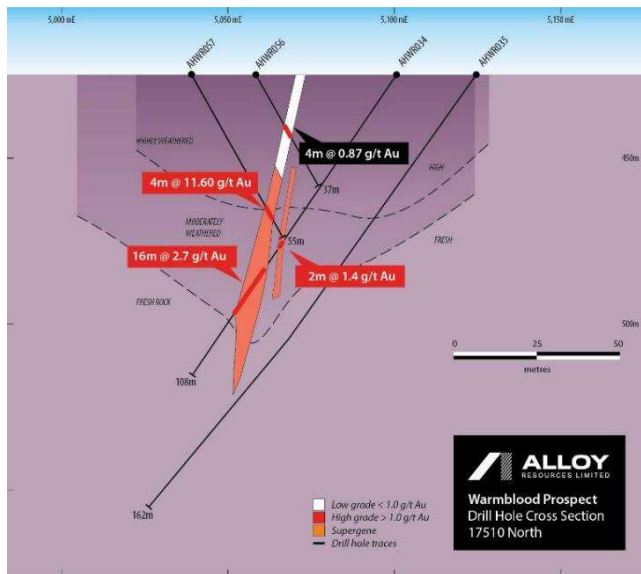 5,000 mE
5,050 mE
5,100 mE
5,150 mE
AHWR057
AHWR056
AHWR034
AHWR035
HIGHLY WEATHERED
4m @ 0.87 g/t Au
450m
HIGH
4m @ 11.60 g/t Au
37m
MODERATELY
WEATHERED
55m
FRESH
16m @ 2.7 g/t Au
2m @ 1.4 g/t Au
FRESH ROCK
500m
0 25 50
metres
108m
162m
Low grade < 1.0 g/t Au
High grade > 1.0 g/t Au
Supergene
Drill hole traces
ALLOY
RESOURCES LIMITED
Warmblood Prospect
Drill Hole Cross Section
17510 North